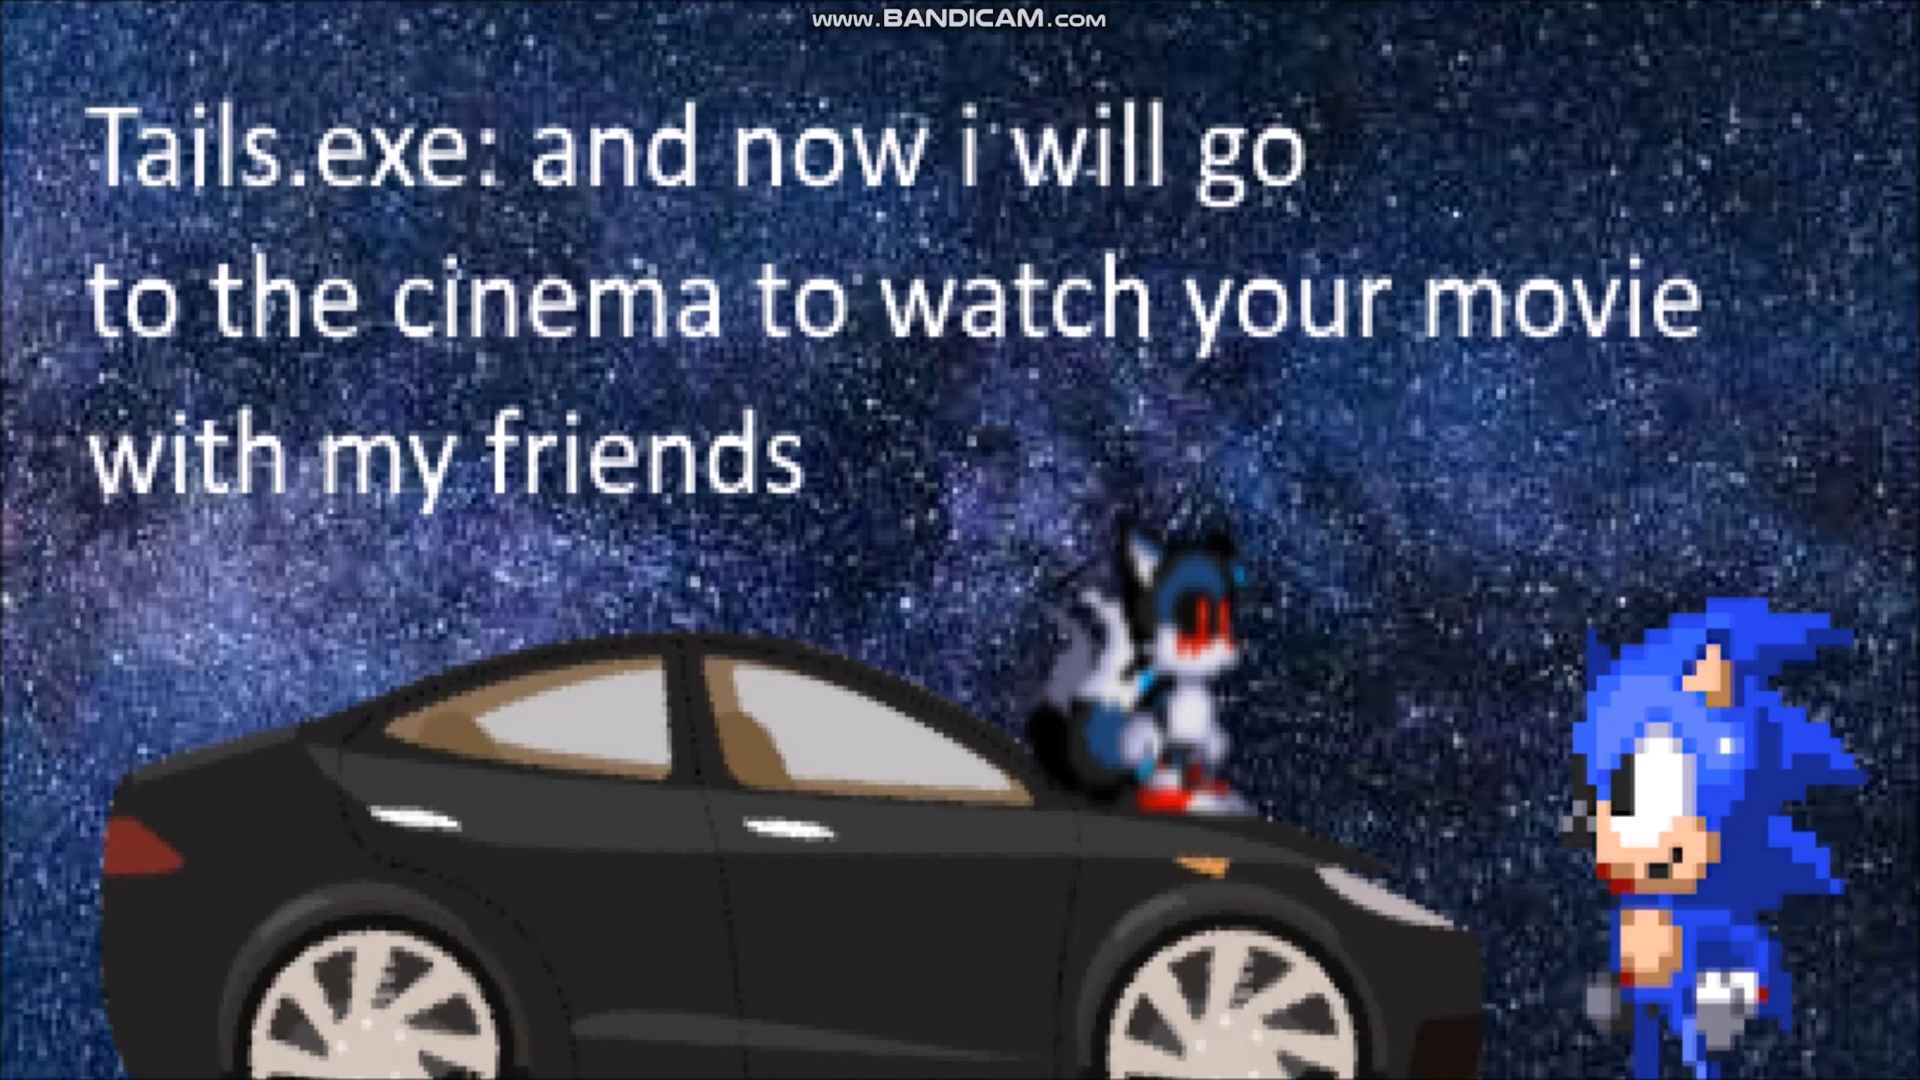 www.BANDICAM.com
Tails.exe: and now i will go
to the cinema to watch your movie
with my friends